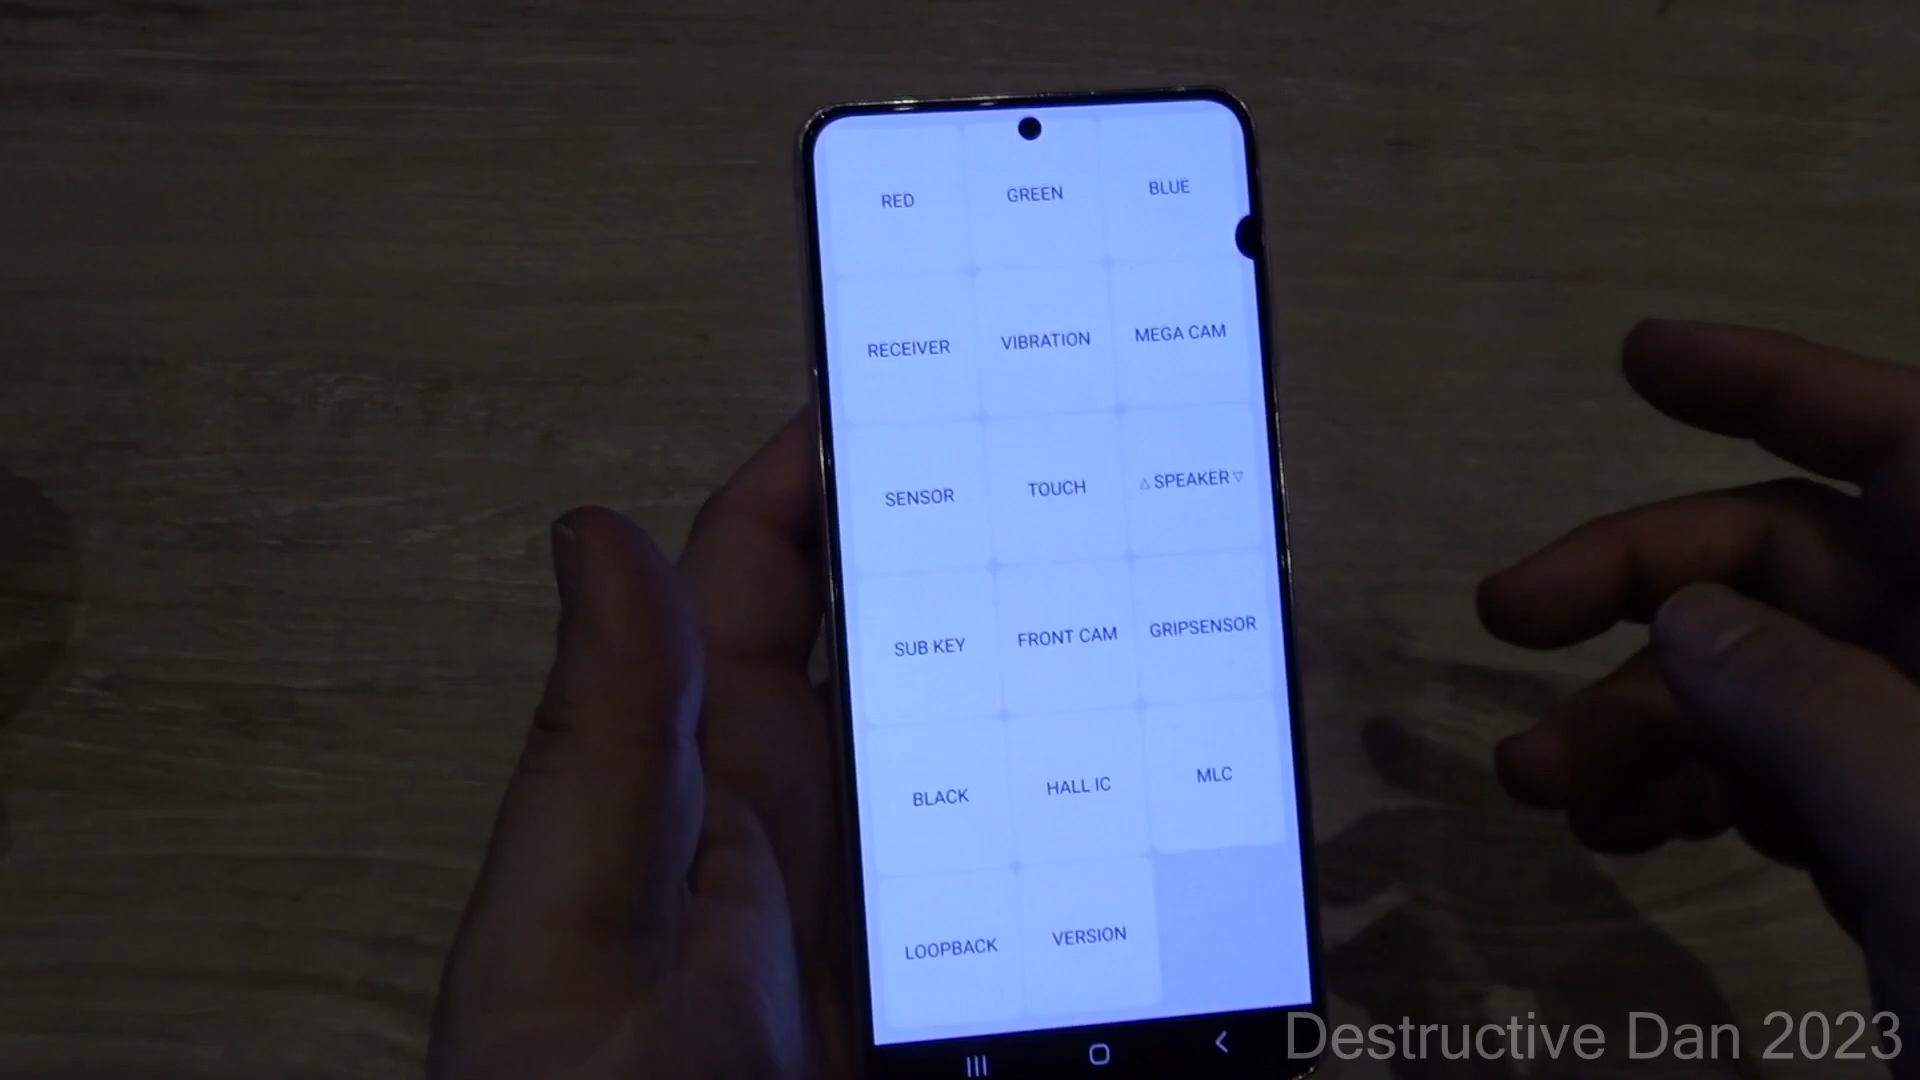 RED GREEN BLUE
RECEIVER VIBRATION MEGA CAM
SENSOR TOUCH △ SPEAKER ▽
SUB KEY FRONT CAM GRIPSENSOR
BLACK HALL IC MLC
LOOPBACK VERSION
Destructive Dan 2023